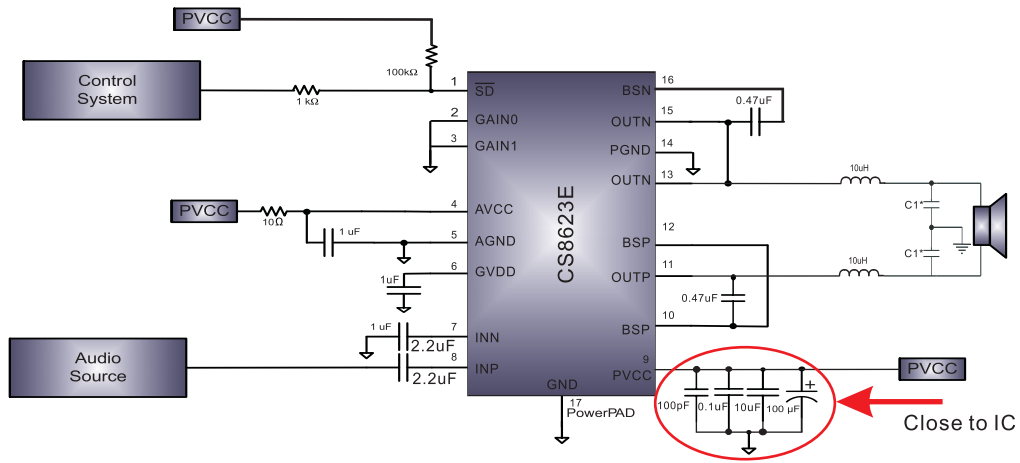 PVCC
Control
System
1 kΩ
100kΩ
1
SD
2
GAIN0
3
GAIN1
PVCC
10Ω
4
AVCC
1 uF
5
AGND
6
GVDD
1uF
1 uF
7
INN
2.2uF
Audio
Source
8
INP
2.2uF
CS8623E
GND
17
PowerPAD
16
BSN
0.47uF
15
OUTN
14
PGND
13
OUTN
10uH
C1*
C1*
12
BSP
11
OUTP
10uH
0.47uF
10
BSP
9
PVCC
PVCC
100pF
0.1uF
10uF
100 µF
+
Close to IC